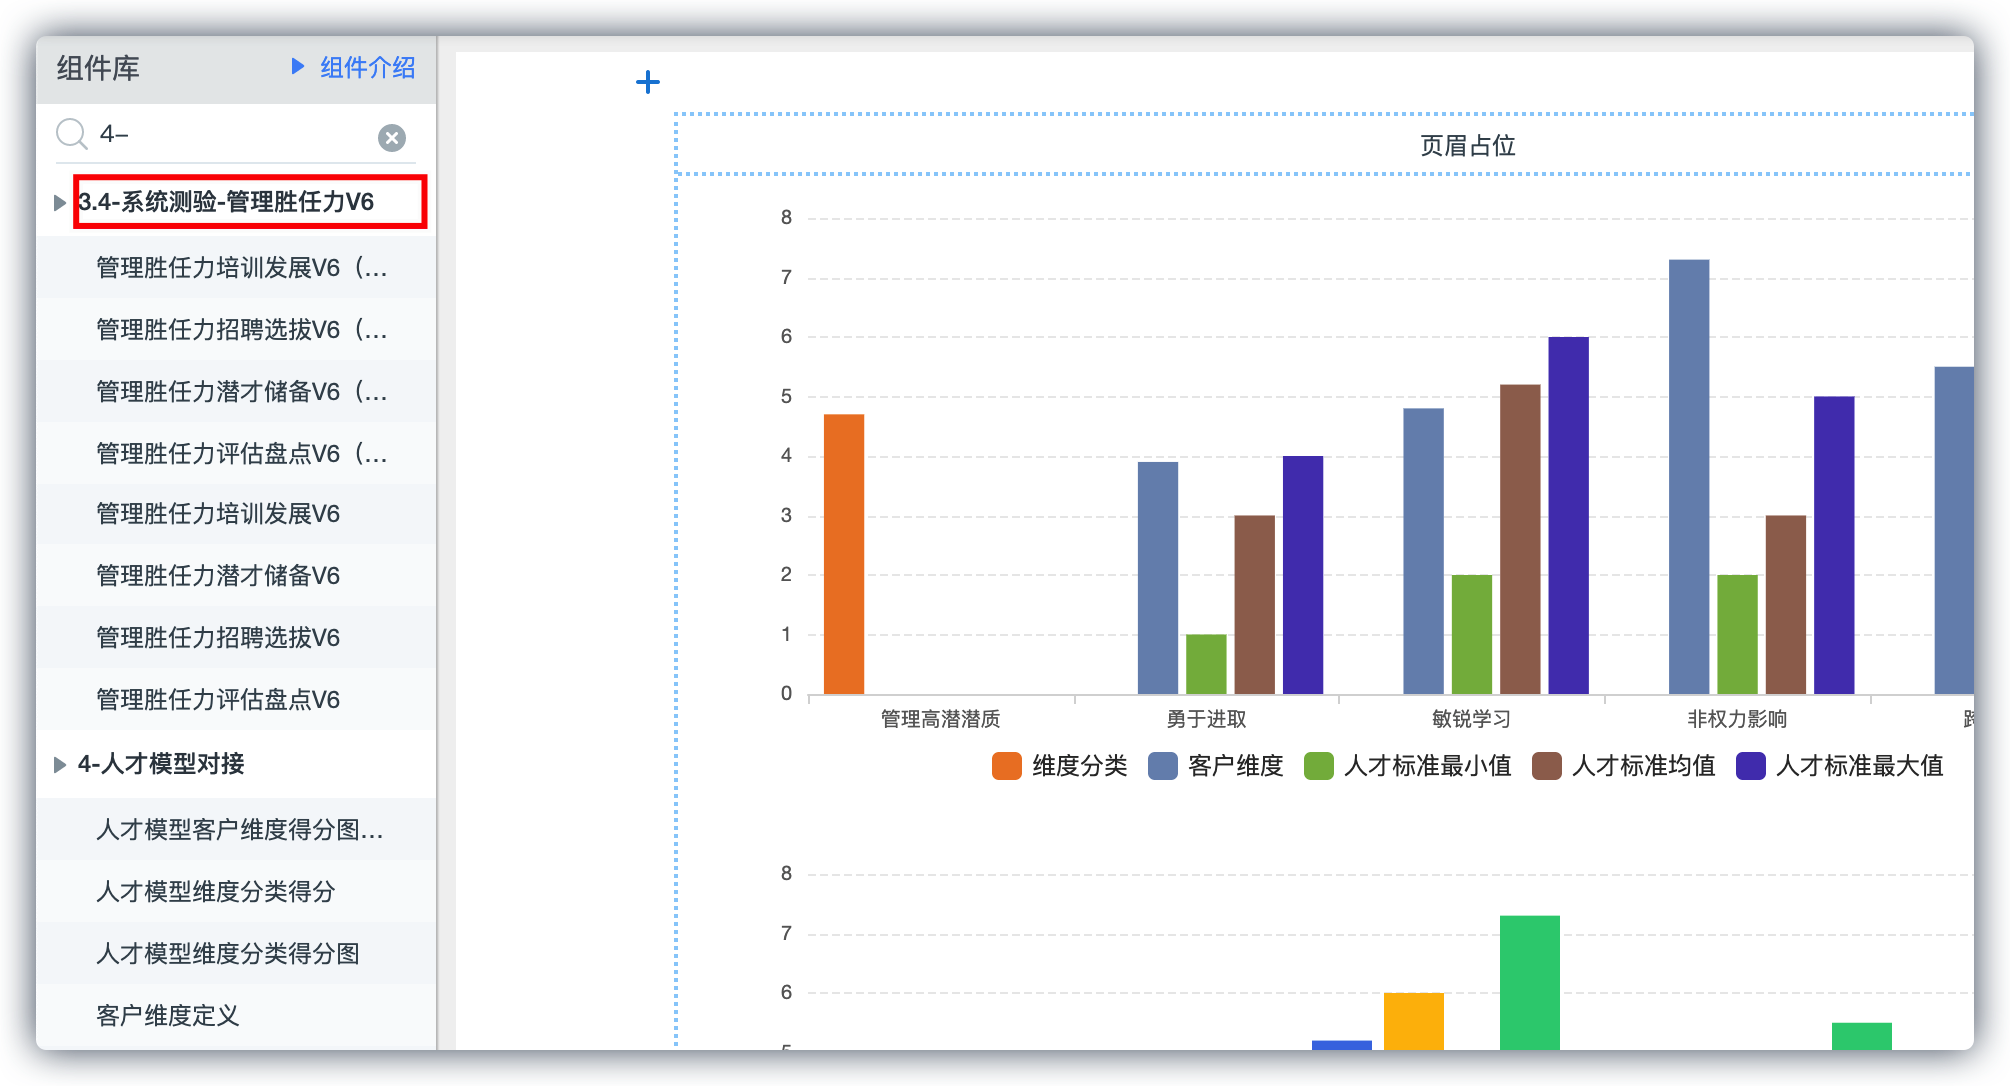 组件库
组件介绍
4–
3.4-系统测验-管理胜任力V6
管理胜任力培训发展V6（...
管理胜任力招聘选拔V6（...
管理胜任力潜才储备V6（...
管理胜任力评估盘点V6（...
管理胜任力培训发展V6
管理胜任力潜才储备V6
管理胜任力招聘选拔V6
管理胜任力评估盘点V6
4-人才模型对接
人才模型客户维度得分图...
人才模型维度分类得分
人才模型维度分类得分图
客户维度定义
页眉占位
8
7
6
5
4
3
2
1
0
管理高潜潜质 勇于进取 敏锐学习 非权力影响
维度分类 客户维度 人才标准最小值 人才标准均值 人才标准最大值
8
7
6